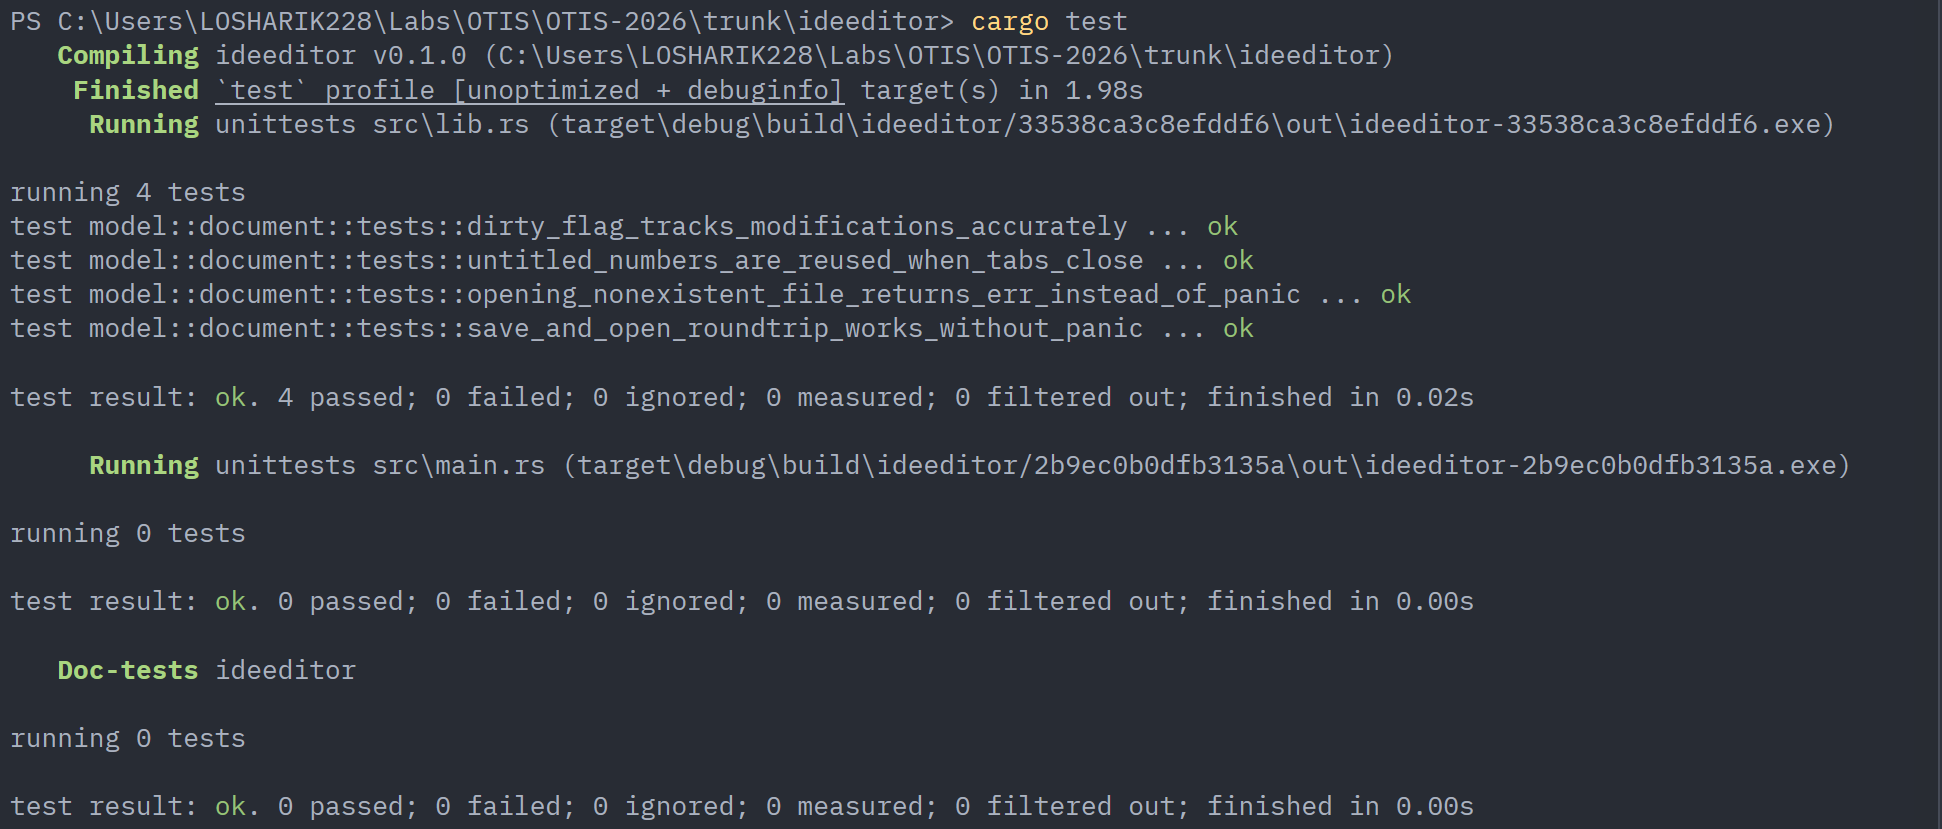 PS C:\Users\LOSHARIK228\Labs\OTIS\OTIS-2026\trunk\ideeditor> cargo test
   Compiling ideeditor v0.1.0 (C:\Users\LOSHARIK228\Labs\OTIS\OTIS-2026\trunk\ideeditor)
    Finished `test` profile [unoptimized + debuginfo] target(s) in 1.98s
     Running unittests src\lib.rs (target\debug\build\ideeditor/33538ca3c8efddf6\out\ideeditor-33538ca3c8efddf6.exe)
running 4 tests
test model::document::tests::dirty_flag_tracks_modifications_accurately ... ok
test model::document::tests::untitled_numbers_are_reused_when_tabs_close ... ok
test model::document::tests::opening_nonexistent_file_returns_err_instead_of_panic ... ok
test model::document::tests::save_and_open_roundtrip_works_without_panic ... ok
test result: ok. 4 passed; 0 failed; 0 ignored; 0 measured; 0 filtered out; finished in 0.02s
     Running unittests src\main.rs (target\debug\build\ideeditor/2b9ec0b0dfb3135a\out\ideeditor-2b9ec0b0dfb3135a.exe)
running 0 tests
test result: ok. 0 passed; 0 failed; 0 ignored; 0 measured; 0 filtered out; finished in 0.00s
   Doc-tests ideeditor
running 0 tests
test result: ok. 0 passed; 0 failed; 0 ignored; 0 measured; 0 filtered out; finished in 0.00s